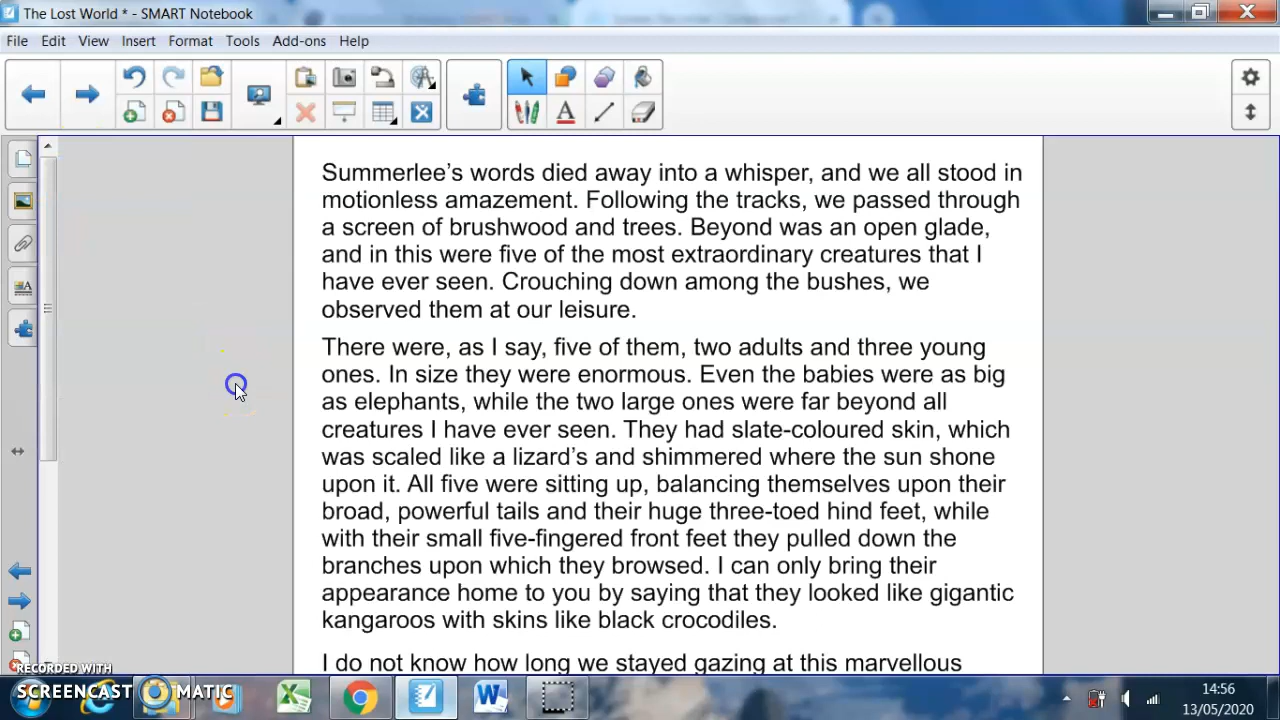 The Lost World * - SMART Notebook
File Edit View Insert Format Tools Add-ons Help
Summerlee's words died away into a whisper, and we all stood in
motionless amazement. Following the tracks, we passed through
a screen of brushwood and trees. Beyond was an open glade,
and in this were five of the most extraordinary creatures that I
have ever seen. Crouching down among the bushes, we
observed them at our leisure.
There were, as I say, five of them, two adults and three young
ones. In size they were enormous. Even the babies were as big
as elephants, while the two large ones were far beyond all
creatures I have ever seen. They had slate-coloured skin, which
was scaled like a lizard's and shimmered where the sun shone
upon it. All five were sitting up, balancing themselves upon their
broad, powerful tails and their huge three-toed hind feet, while
with their small five-fingered front feet they pulled down the
branches upon which they browsed. I can only bring their
appearance home to you by saying that they looked like gigantic
kangaroos with skins like black crocodiles.
I do not know how long we stayed gazing at this marvellous
RECORDED WITH
SCREENCAST MATIC
14:56
13/05/2020